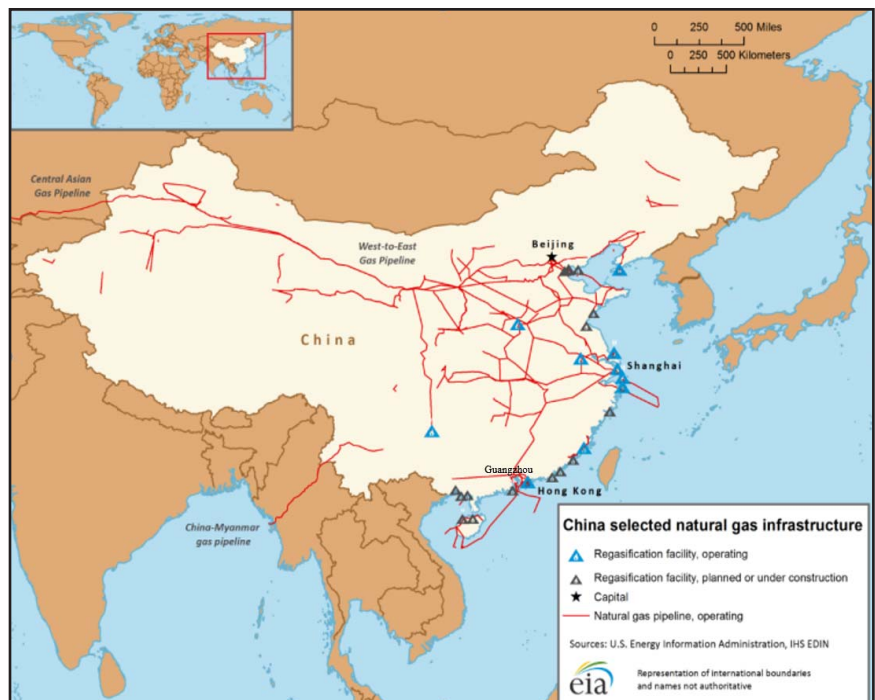 0 250 500 Miles
0 250 500 Kilometers
Central Asian
Gas Pipeline
West-to-East
Gas Pipeline
Beijing
China
Shanghai
Guangzhou
Hong Kong
China-Myanmar
gas pipeline
China selected natural gas infrastructure
Regasification facility, operating
Regasification facility, planned or under construction
Capital
Natural gas pipeline, operating
Sources: U.S. Energy Information Administration, IHS EDIN
eia
Representation of international boundaries
and names not authoritative